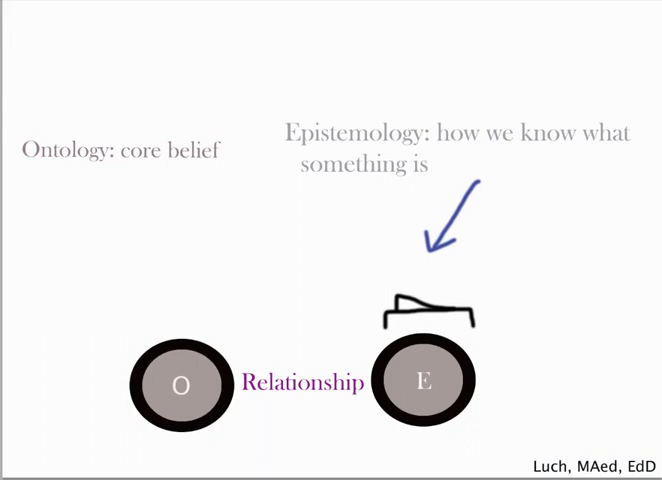 Ontology: core belief
Epistemology: how we know what
something is
O
Relationship
E
Luch, MAed, EdD